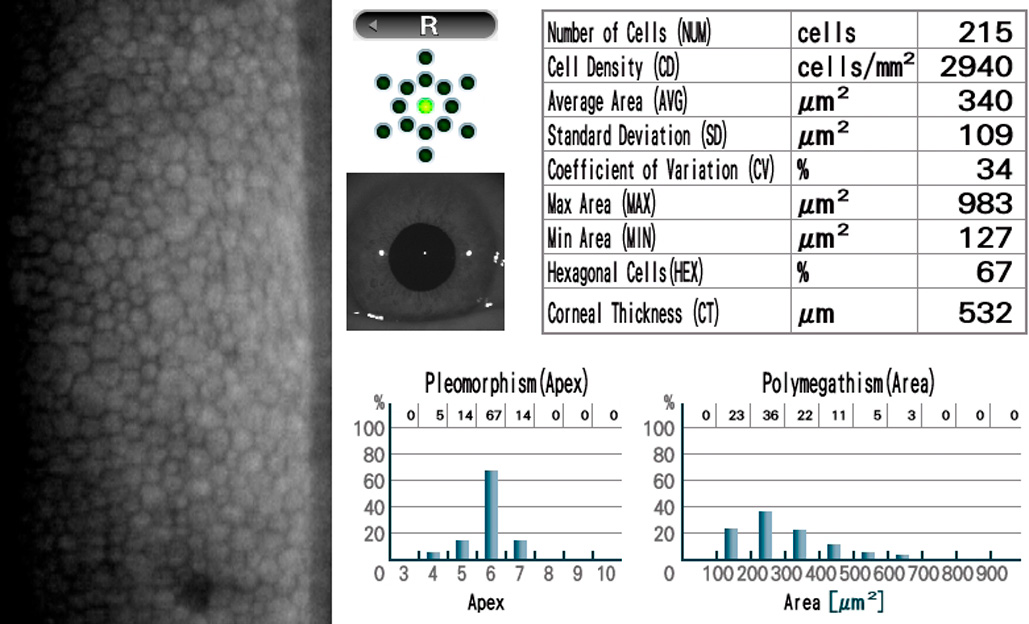 R
Number of Cells (NUM) cells 215
Cell Density (CD) cells/mm² 2940
Average Area (AVG) μm² 340
Standard Deviation (SD) μm² 109
Coefficient of Variation (CV) % 34
Max Area (MAX) μm² 983
Min Area (MIN) μm² 127
Hexagonal Cells(HEX) % 67
Corneal Thickness (CT) μm 532
Pleomorphism(Apex)
% 0 5 14 67 14 0 0 0
100
80
60
40
20
0 3 4 5 6 7 8 9 10
Apex
Polymegathism(Area)
% 0 23 36 22 11 5 3 0 0 0
100
80
60
40
20
0 100 200 300 400 500 600 700 800 900
Area [μm²]